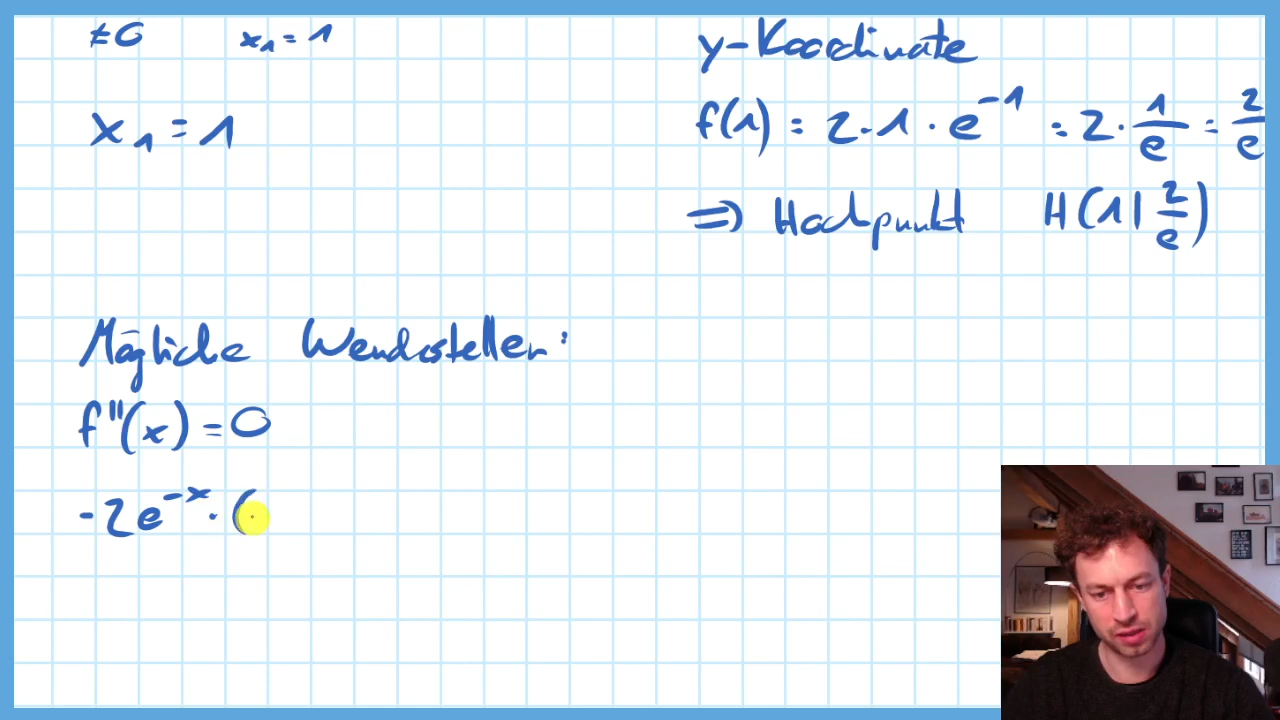 ≠0 x₁ = 1
x₁ = 1
y-Koordinate
f(1) = 2·1·e⁻¹ = 2·1/e = 2/e
⇒ Hochpunkt H(1|2/e)
Mögliche Wendestellen:
f''(x) = 0
-2e⁻ˣ·(